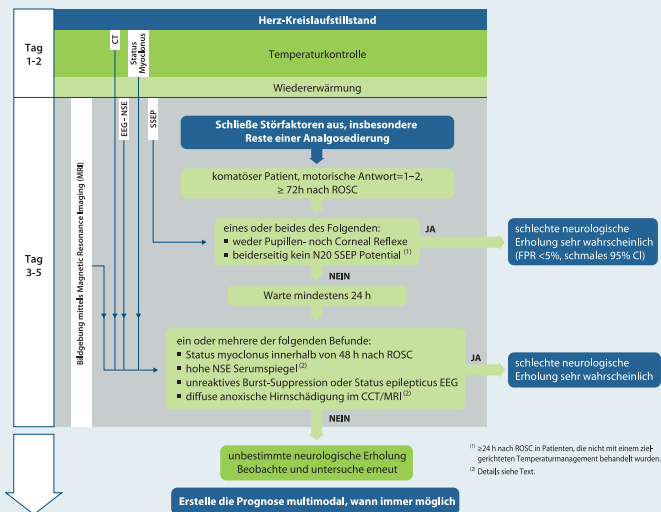 Herz-Kreislaufstillstand
Tag
1-2
CT
Status
Myoclonus
Temperaturkontrolle
Wiedererwärmung
Tag
3-5
Bildgebung mittels Magnetic Resonance Imaging (MRI)
EEG - NSE
SSEP
Schließe Störfaktoren aus, insbesondere
Reste einer Analgosedierung
komatöser Patient, motorische Antwort=1–2,
≥ 72h nach ROSC
eines oder beides des Folgenden:
▪ weder Pupillen- noch Corneal Reflexe
▪ beiderseitig kein N20 SSEP Potential (1)
JA
schlechte neurologische
Erholung sehr wahrscheinlich
(FPR <5%, schmales 95% CI)
NEIN
Warte mindestens 24 h
ein oder mehrere der folgenden Befunde:
▪ Status myoclonus innerhalb von 48 h nach ROSC
▪ hohe NSE Serumspiegel (2)
▪ unreaktives Burst-Suppression oder Status epilepticus EEG
▪ diffuse anoxische Hirnschädigung im CCT/MRI (2)
JA
schlechte neurologische
Erholung sehr wahrscheinlich
NEIN
unbestimmte neurologische Erholung
Beobachte und untersuche erneut
(1) ≥24 h nach ROSC in Patienten, die nicht mit einem ziel-
gerichteten Temperaturmanagement behandelt wurden.
(2) Details siehe Text.
Erstelle die Prognose multimodal, wann immer möglich